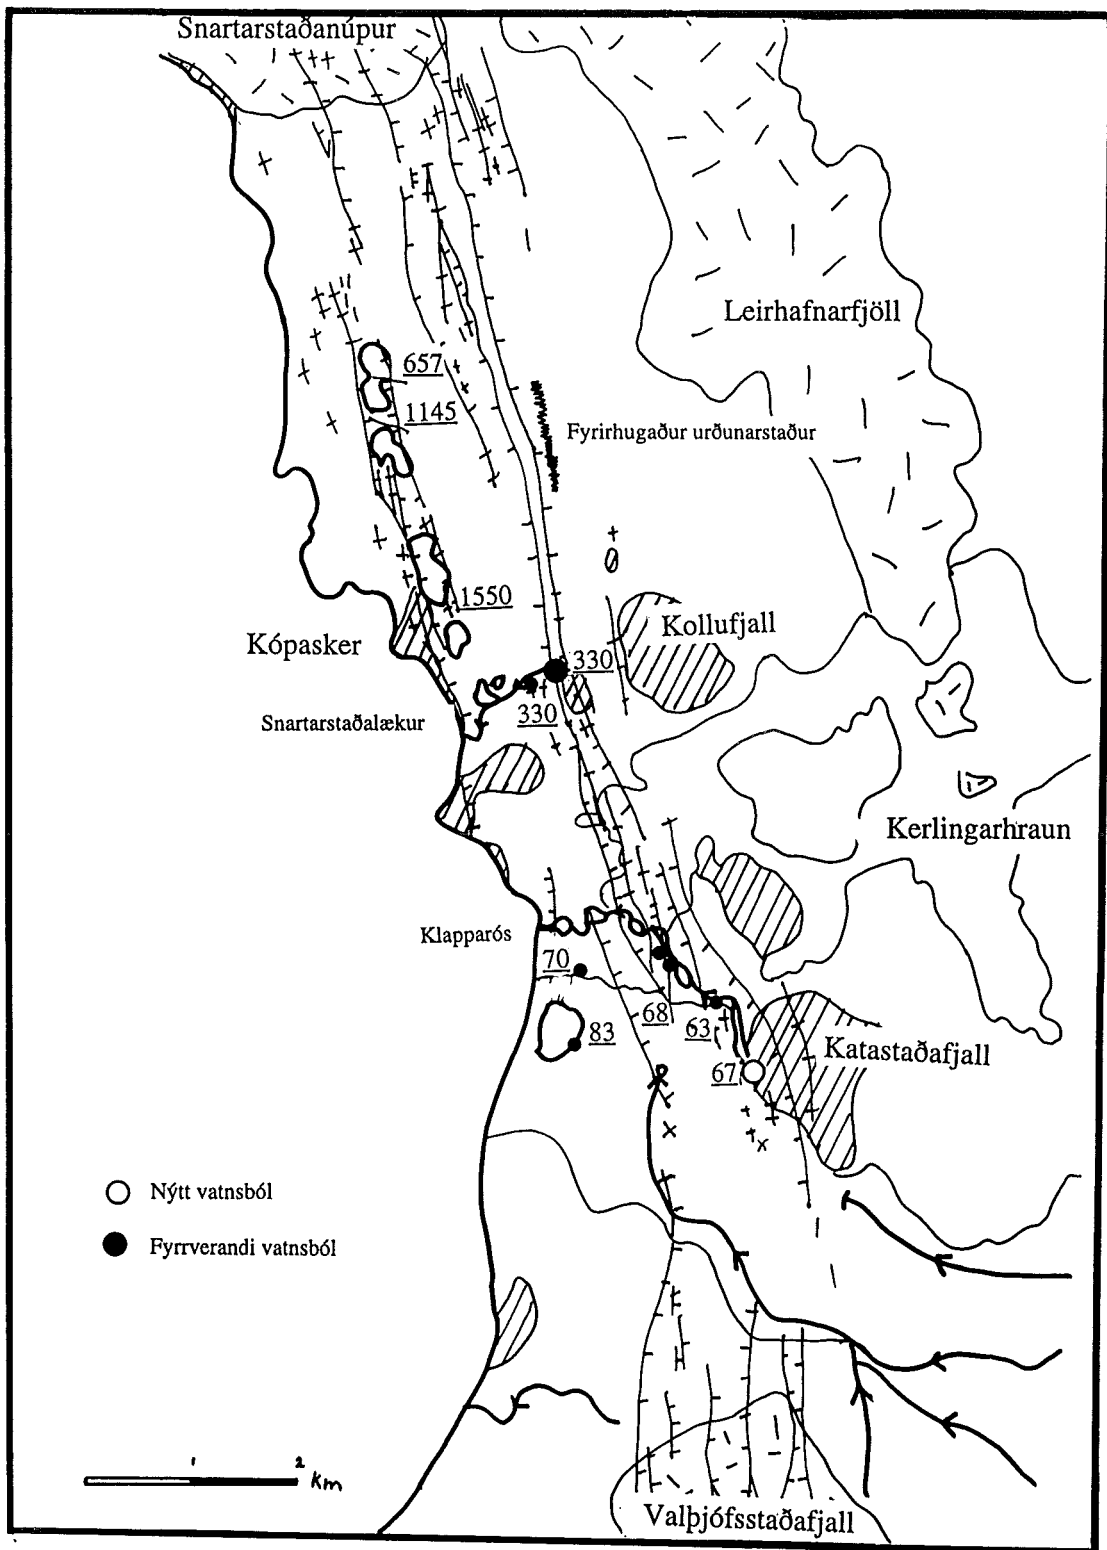 Snartarstaðanúpur
Leirhafnarfjöll
657
1145
Fyrirhugaður urðunarstaður
1550
Kollufjall
Kópasker
330
330
Snartarstaðalækur
Kerlingarhraun
Klapparós
70
68
63
83
Katastaðafjall
67
Nýtt vatnsból
Fyrrverandi vatnsból
1 2 km
Valþjófsstaðafjall